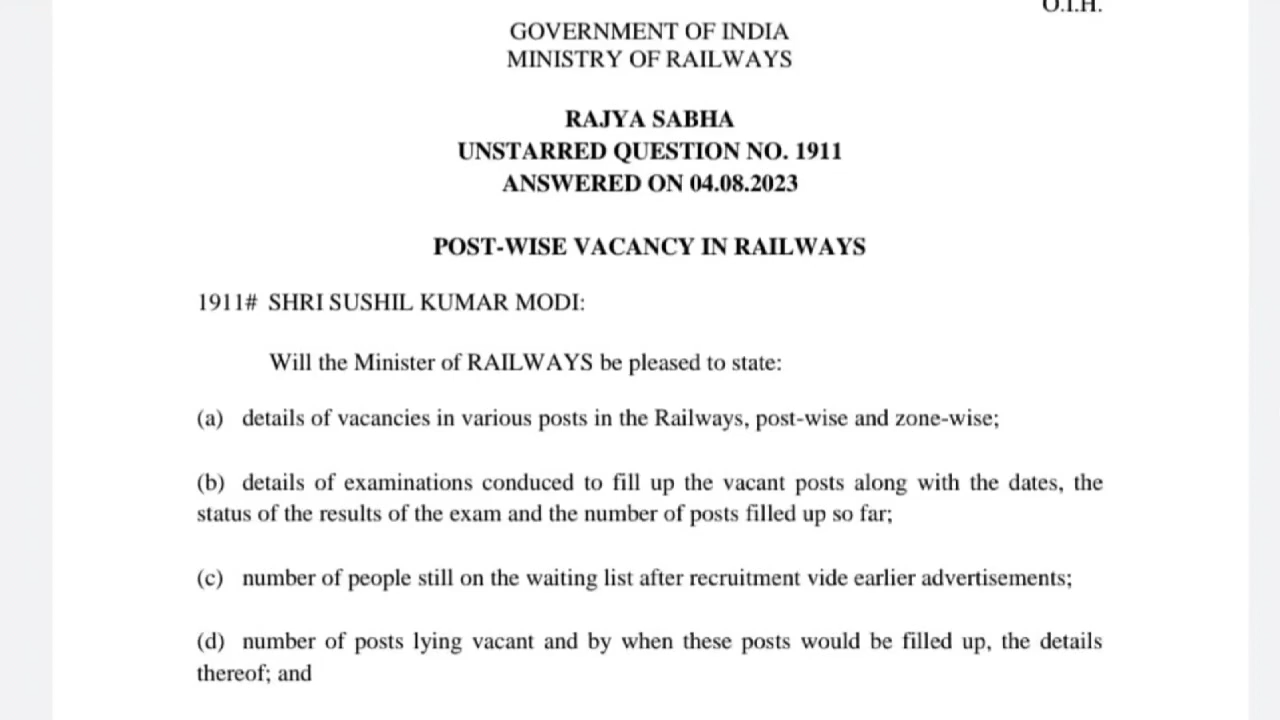 O.I.H.
GOVERNMENT OF INDIA
MINISTRY OF RAILWAYS
RAJYA SABHA
UNSTARRED QUESTION NO. 1911
ANSWERED ON 04.08.2023
POST-WISE VACANCY IN RAILWAYS
1911# SHRI SUSHIL KUMAR MODI:
Will the Minister of RAILWAYS be pleased to state:
(a) details of vacancies in various posts in the Railways, post-wise and zone-wise;
(b) details of examinations conduced to fill up the vacant posts along with the dates, the
status of the results of the exam and the number of posts filled up so far;
(c) number of people still on the waiting list after recruitment vide earlier advertisements;
(d) number of posts lying vacant and by when these posts would be filled up, the details
thereof; and